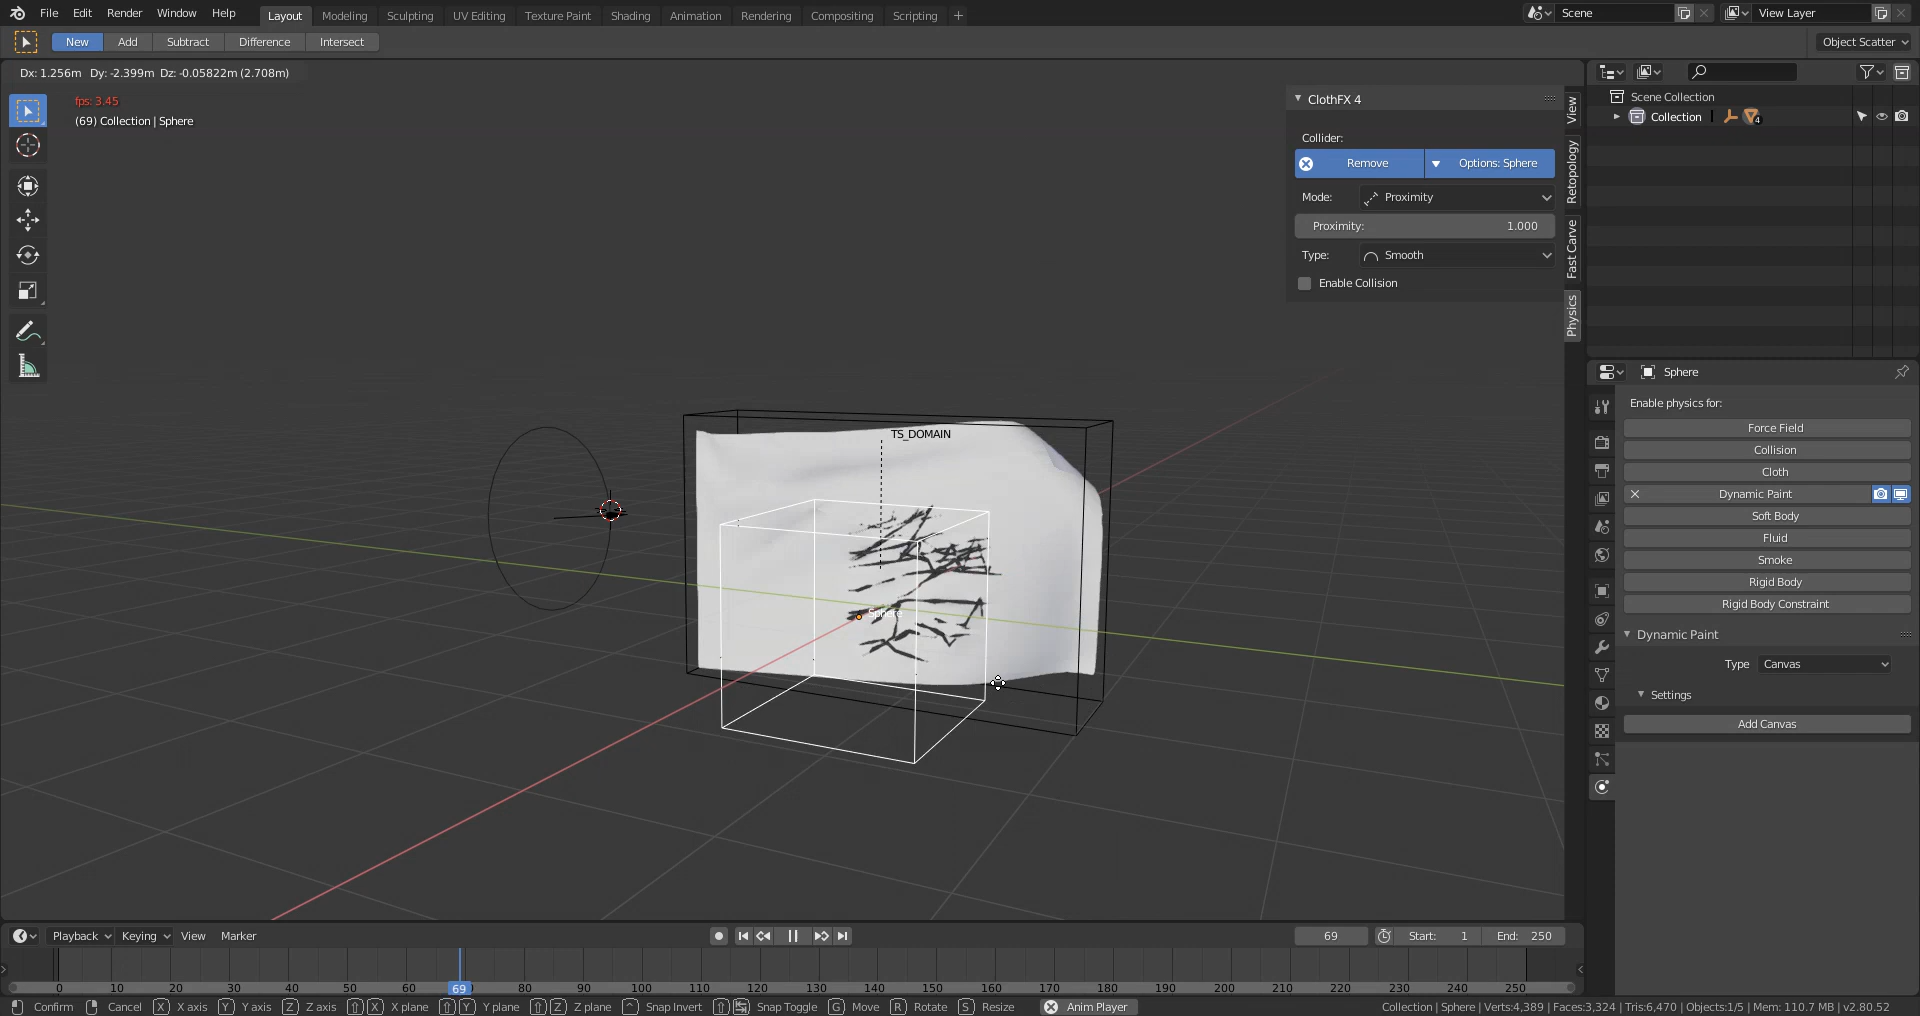 File Edit Render Window Help Layout Modeling Sculpting UV Editing Texture Paint Shading Animation Rendering Compositing Scripting + Scene View Layer
New Add Subtract Difference Intersect Object Scatter
Dx: 1.256m Dy: -2.399m Dz: -0.05822m (2.708m)
fps: 3.45
(69) Collection | Sphere
ClothFX 4
Collider:
Remove Options: Sphere
Mode: Proximity
Proximity: 1.000
Type: Smooth
Enable Collision
View
Retopology
Fast Carve
Physics
Scene Collection
Collection 4
TS_DOMAIN
Sphere
Sphere
Enable physics for:
Force Field
Collision
Cloth
Dynamic Paint
Soft Body
Fluid
Smoke
Rigid Body
Rigid Body Constraint
Dynamic Paint
Type Canvas
Settings
Add Canvas
Playback Keying View Marker 69 Start: 1 End: 250
0 10 20 30 40 50 60 69 80 90 100 110 120 130 140 150 160 170 180 190 200 210 220 230 240 250
Confirm Cancel X X axis Y Y axis Z Z axis X X plane Y Y plane Z Z plane Snap Invert Snap Toggle G Move R Rotate S Resize Anim Player Collection | Sphere | Verts:4,389 | Faces:3,324 | Tris:6,470 | Objects:1/5 | Mem: 110.7 MB | v2.80.52